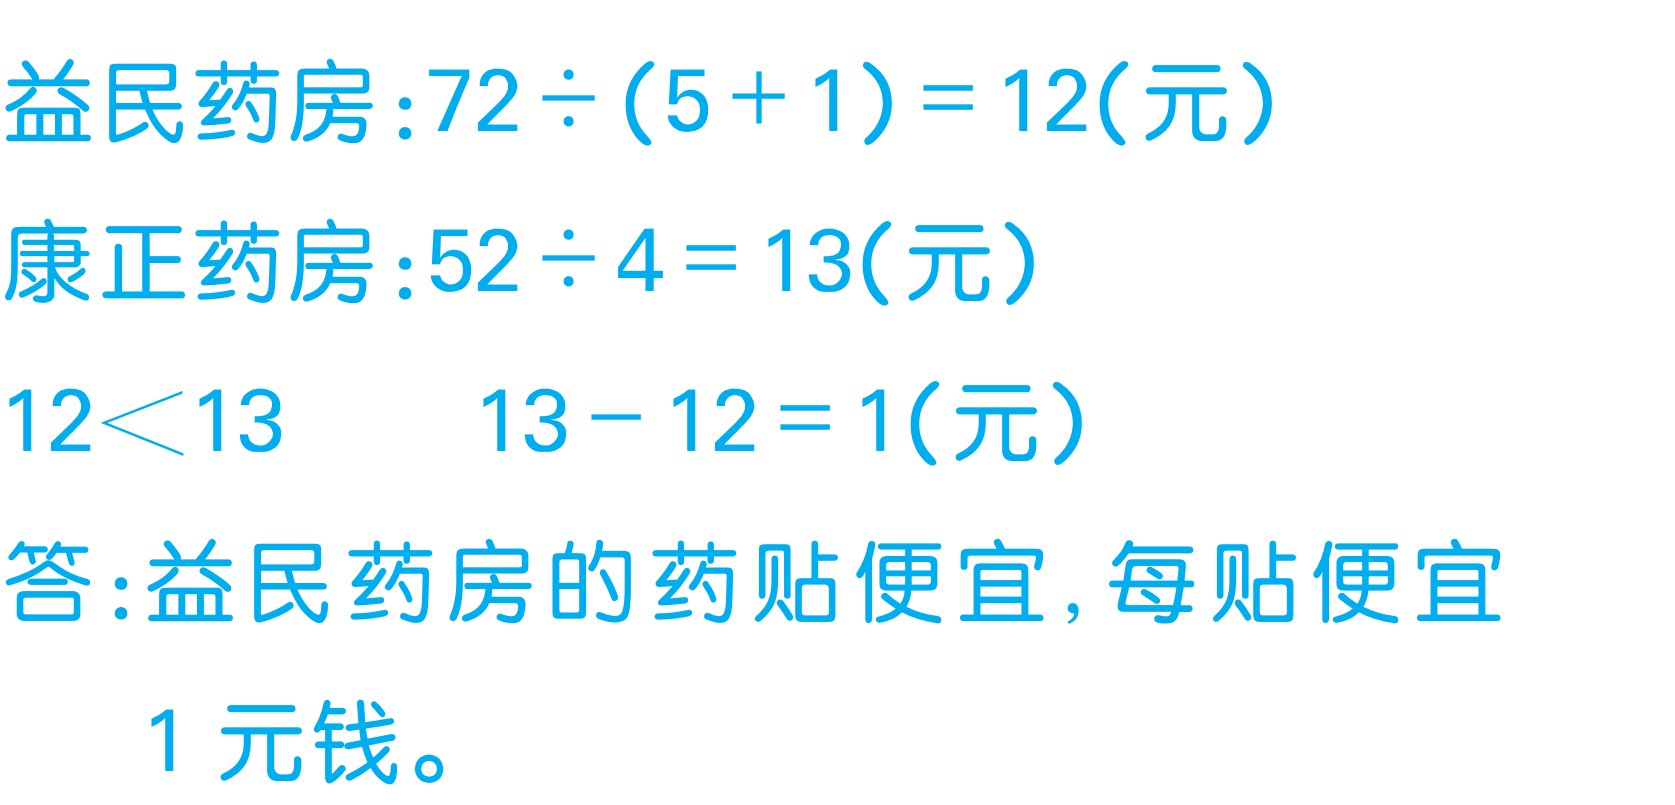 益民药房:72÷(5+1)=12(元)
康正药房:52÷4=13(元)
12<13 13-12=1(元)
答:益民药房的药贴便宜,每贴便宜
1 元钱。